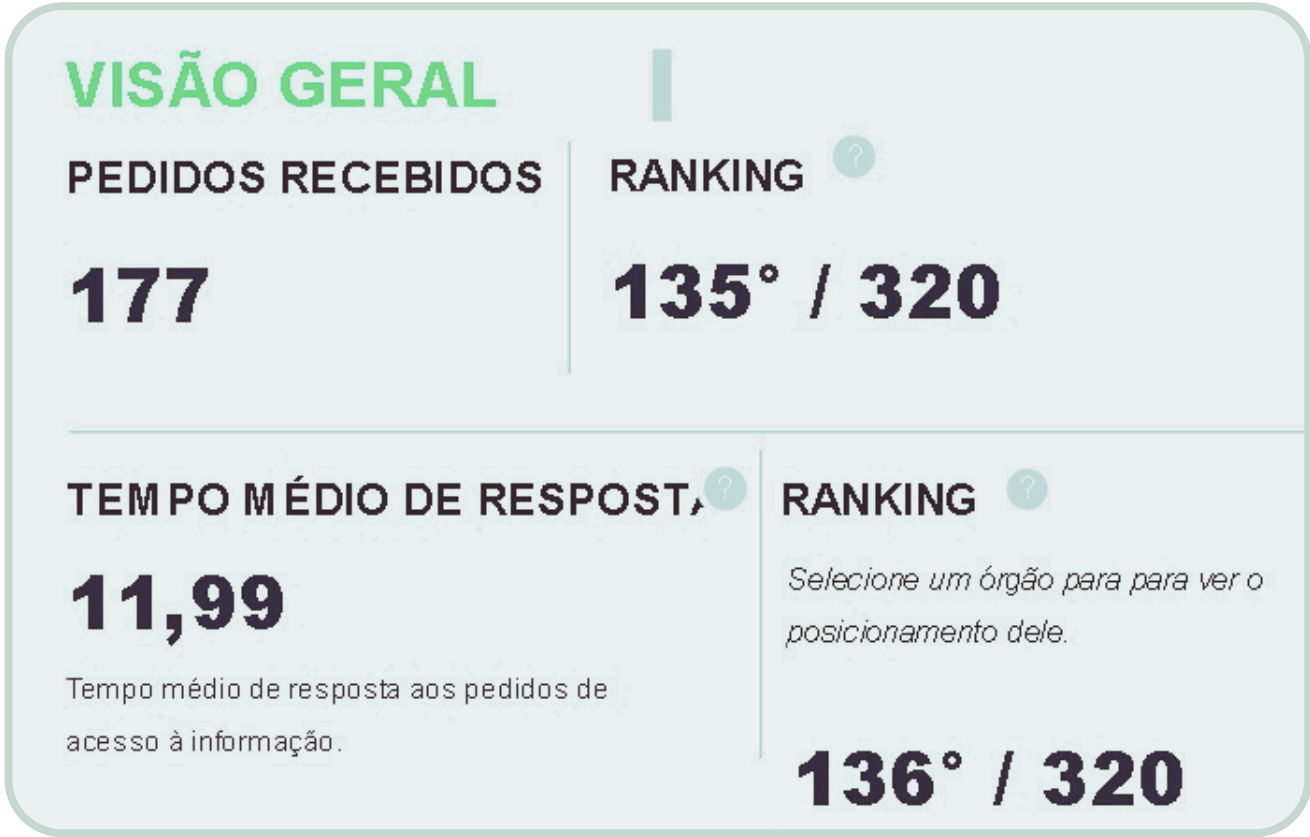 VISÃO GERAL
PEDIDOS RECEBIDOS
177
RANKING ?
135° / 320
TEMPO MÉDIO DE RESPOSTA ?
11,99
Tempo médio de resposta aos pedidos de
acesso à informação.
RANKING ?
Selecione um órgão para para ver o
posicionamento dele.
136° / 320